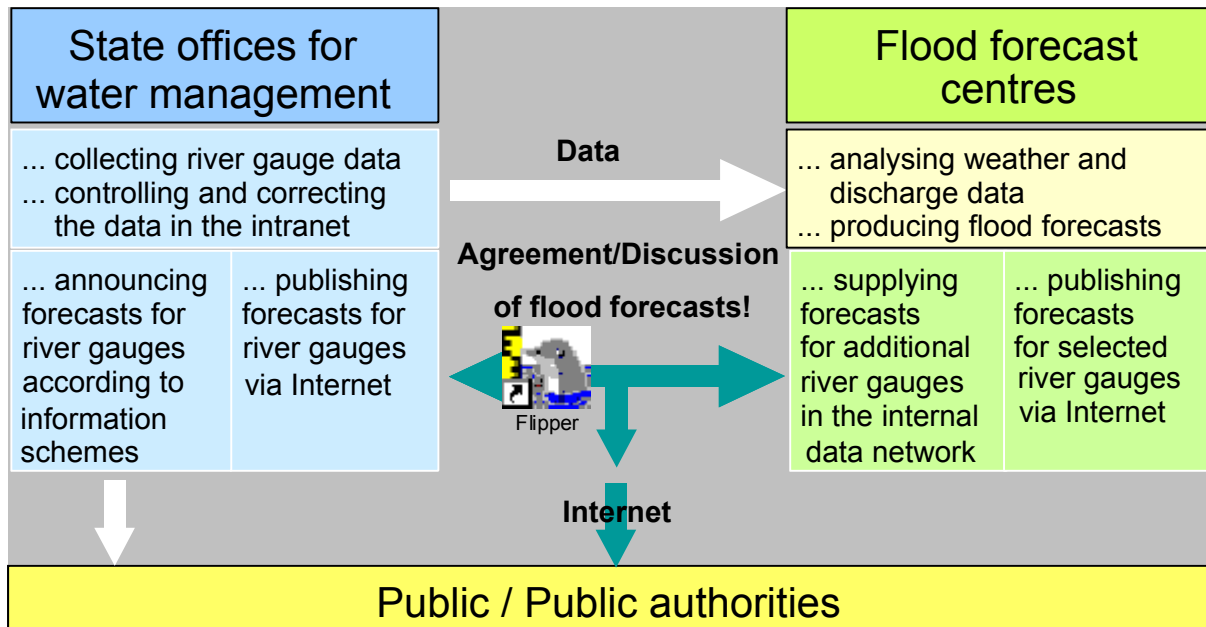 State offices for
water management
... collecting river gauge data
... controlling and correcting
the data in the intranet
... announcing
forecasts for
river gauges
according to
information
schemes
... publishing
forecasts for
river gauges
via Internet
Data
Agreement/Discussion
of flood forecasts!
Flipper
Internet
Flood forecast
centres
... analysing weather and
discharge data
... producing flood forecasts
... supplying
forecasts
for additional
river gauges
in the internal
data network
... publishing
forecasts
for selected
river gauges
via Internet
Public / Public authorities